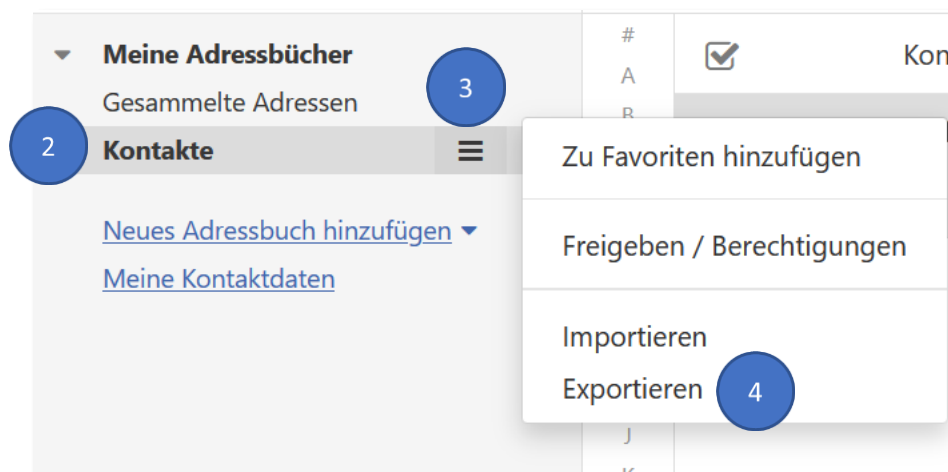 Meine Adressbücher
3
Gesammelte Adressen
2
Kontakte
Neues Adressbuch hinzufügen
Meine Kontaktdaten
#
A
B
J
K
Kon
Zu Favoriten hinzufügen
Freigeben / Berechtigungen
Importieren
Exportieren
4